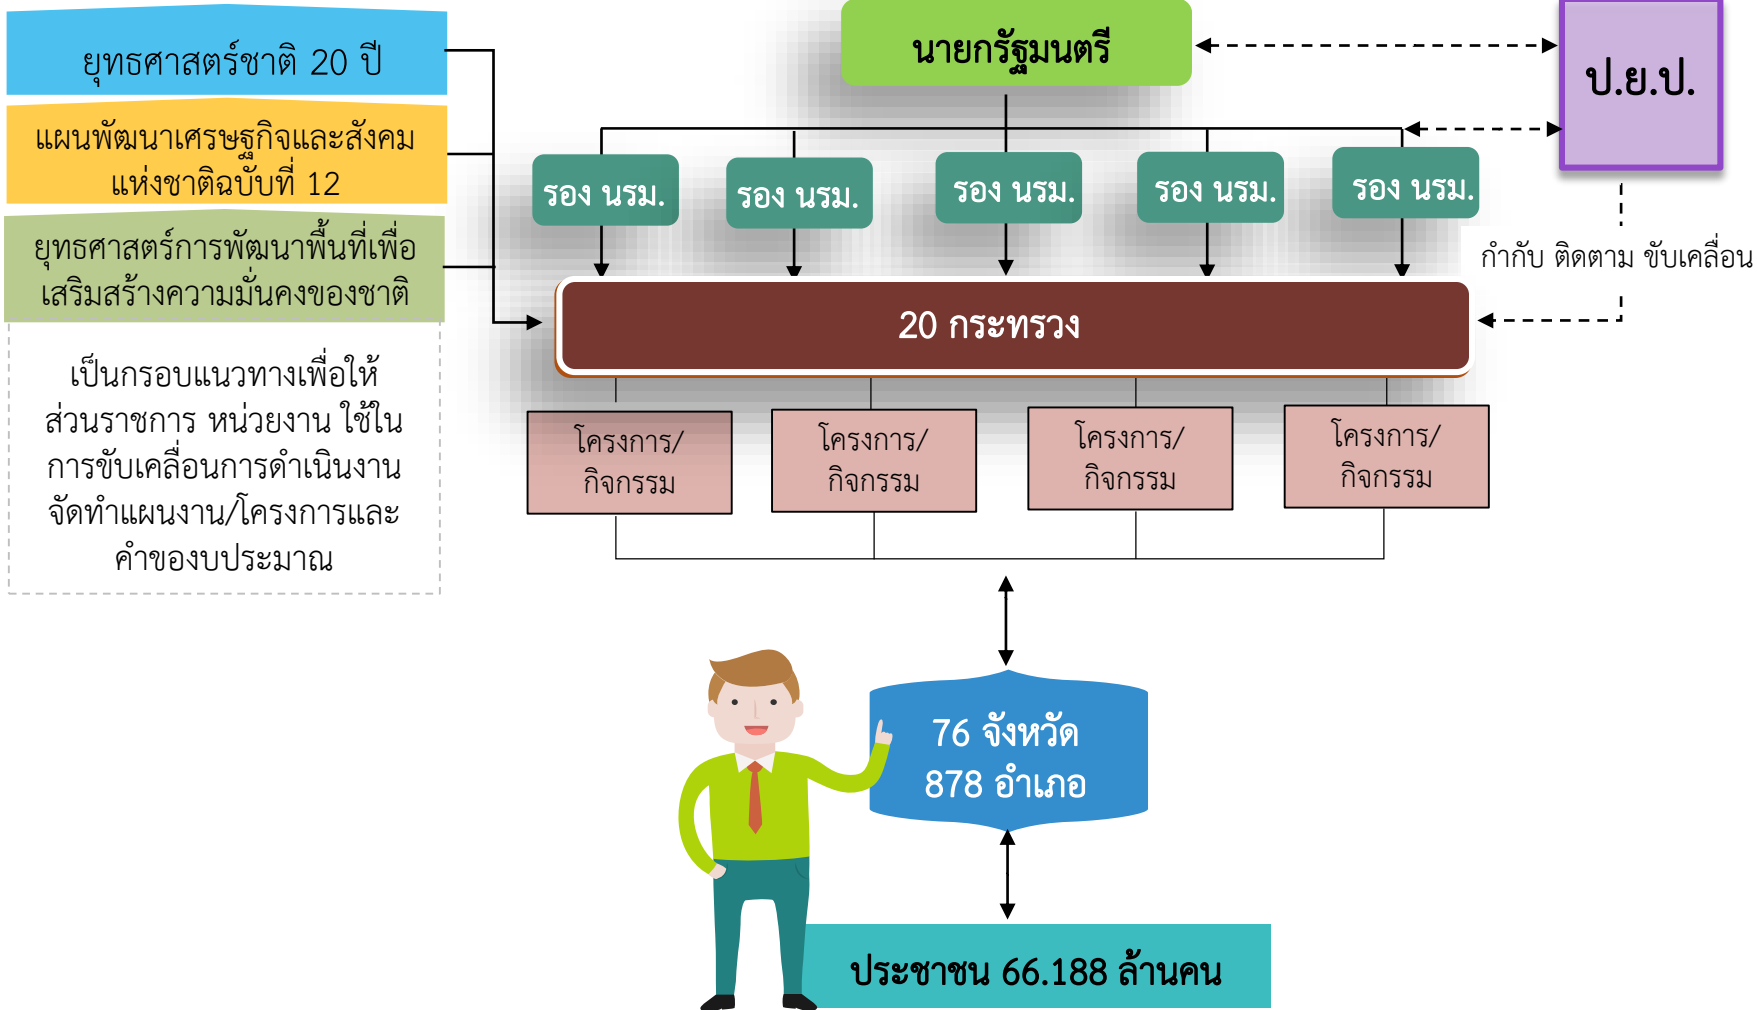 ยุทธศาสตร์ชาติ 20 ปี
แผนพัฒนาเศรษฐกิจและสังคม
แห่งชาติฉบับที่ 12
ยุทธศาสตร์การพัฒนาพื้นที่เพื่อ
เสริมสร้างความมั่นคงของชาติ
เป็นกรอบแนวทางเพื่อให้
ส่วนราชการ หน่วยงาน ใช้ใน
การขับเคลื่อนการดำเนินงาน
จัดทำแผนงาน/โครงการและ
คำของบประมาณ
นายกรัฐมนตรี
ป.ย.ป.
รอง นรม.
รอง นรม.
รอง นรม.
รอง นรม.
รอง นรม.
กำกับ ติดตาม ขับเคลื่อน
20 กระทรวง
โครงการ/
กิจกรรม
โครงการ/
กิจกรรม
โครงการ/
กิจกรรม
โครงการ/
กิจกรรม
76 จังหวัด
878 อำเภอ
ประชาชน 66.188 ล้านคน